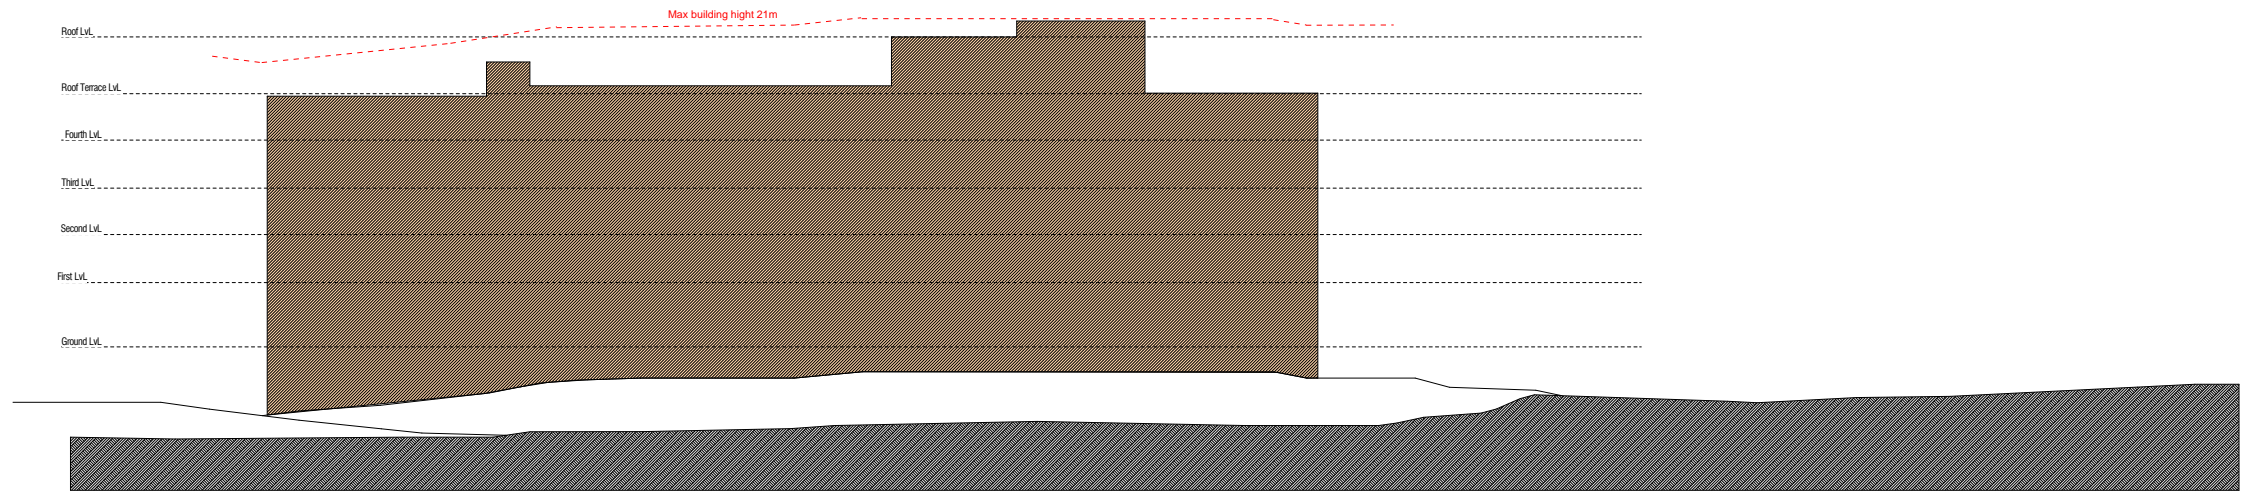 Max building hight 21m
Roof LvL
Roof Terrace LvL
Fourth LvL
Third LvL
Second LvL
First LvL
Ground LvL